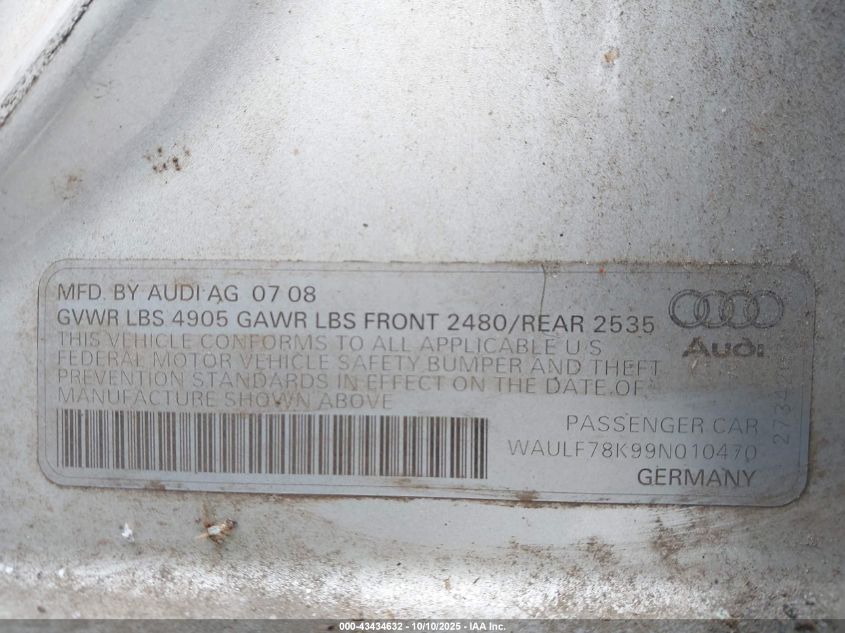 MFD. BY AUDI AG 07 08
GVWR LBS 4905 GAWR LBS FRONT 2480/REAR 2535
THIS VEHICLE CONFORMS TO ALL APPLICABLE U S
FEDERAL MOTOR VEHICLE SAFETY BUMPER AND THEFT
PREVENTION STANDARDS IN EFFECT ON THE DATE OF
MANUFACTURE SHOWN ABOVE
Audi
PASSENGER CAR
WAULF78K99N010470
GERMANY
000-43434632 - 10/10/2025 - IAA Inc.